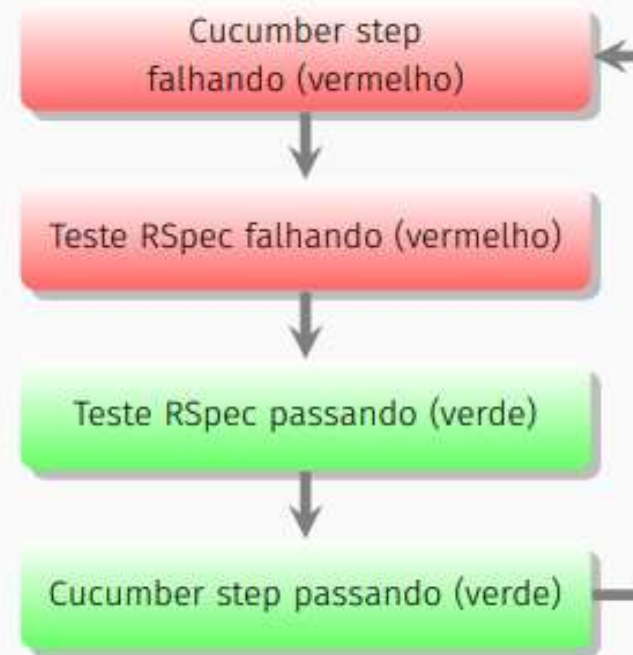 Cucumber step
falhando (vermelho)
Teste RSpec falhando (vermelho)
Teste RSpec passando (verde)
Cucumber step passando (verde)